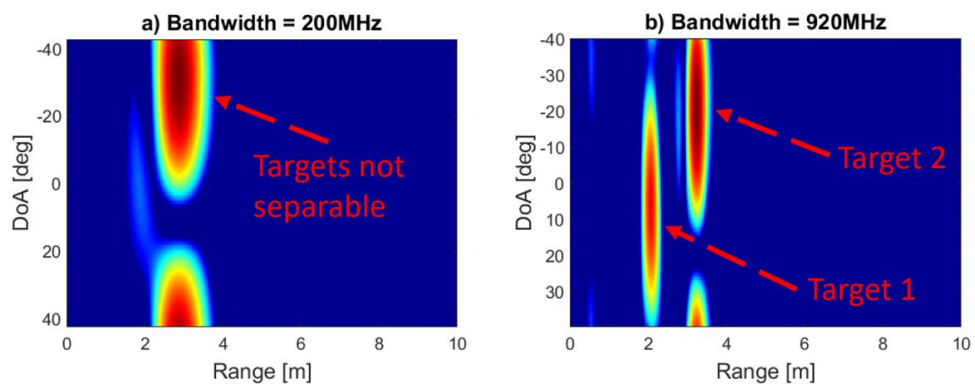 a) Bandwidth = 200MHz
-40
-20
0
20
40
DoA [deg]
0 2 4 6 8 10
Range [m]
Targets not
separable
b) Bandwidth = 920MHz
-40
-30
-20
-10
0
10
20
30
DoA [deg]
0 2 4 6 8 10
Range [m]
Target 2
Target 1